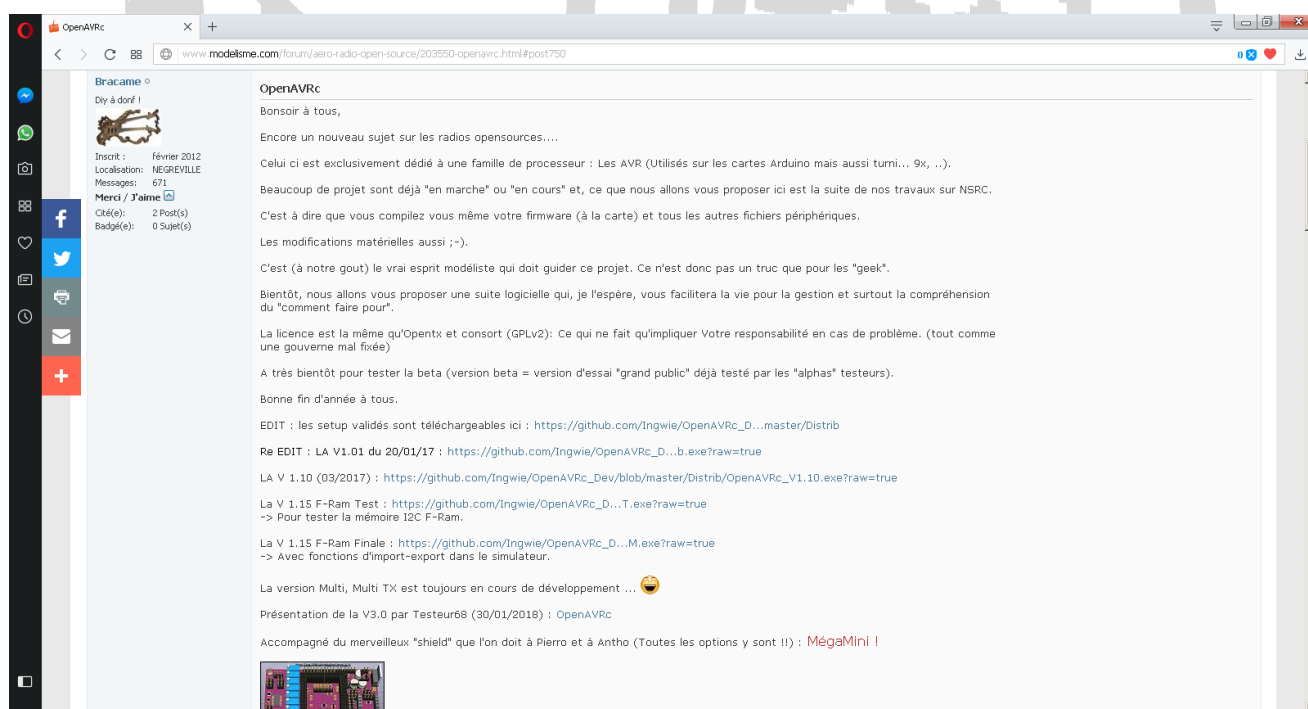 OpenAVRc
www.modelisme.com/forum/aero-radio-open-source/203550-openavrc.html#post750
0
Bracame
Diy à donf !
Inscrit : février 2012
Localisation: NEGREVILLE
Messages: 671
Merci / J'aime
Cité(e): 2 Post(s)
Badgé(e): 0 Sujet(s)
OpenAVRc
Bonsoir à tous,
Encore un nouveau sujet sur les radios opensources....
Celui ci est exclusivement dédié à une famille de processeur : Les AVR (Utilisés sur les cartes Arduino mais aussi turni... 9x, ..).
Beaucoup de projet sont déjà "en marche" ou "en cours" et, ce que nous allons vous proposer ici est la suite de nos travaux sur NSRC.
C'est à dire que vous compilez vous même votre firmware (à la carte) et tous les autres fichiers périphériques.
Les modifications matérielles aussi ;-).
C'est (à notre gout) le vrai esprit modéliste qui doit guider ce projet. Ce n'est donc pas un truc que pour les "geek".
Bientôt, nous allons vous proposer une suite logicielle qui, je l'espère, vous facilitera la vie pour la gestion et surtout la compréhension
du "comment faire pour".
La licence est la même qu'Opentx et consort (GPLv2): Ce qui ne fait qu'impliquer Votre responsabilité en cas de problème. (tout comme
une gouverne mal fixée)
A très bientôt pour tester la beta (version beta = version d'essai "grand public" déjà testé par les "alphas" testeurs).
Bonne fin d'année à tous.
EDIT : les setup validés sont téléchargeables ici : https://github.com/Ingwie/OpenAVRc_D...master/Distrib
Re EDIT : LA V1.01 du 20/01/17 : https://github.com/Ingwie/OpenAVRc_D...b.exe?raw=true
LA V 1.10 (03/2017) : https://github.com/Ingwie/OpenAVRc_Dev/blob/master/Distrib/OpenAVRc_V1.10.exe?raw=true
La V 1.15 F-Ram Test : https://github.com/Ingwie/OpenAVRc_D...T.exe?raw=true
-> Pour tester la mémoire I2C F-Ram.
La V 1.15 F-Ram Finale : https://github.com/Ingwie/OpenAVRc_D...M.exe?raw=true
-> Avec fonctions d'import-export dans le simulateur.
La version Multi, Multi TX est toujours en cours de développement ...
Présentation de la V3.0 par Testeur68 (30/01/2018) : OpenAVRc
Accompagné du merveilleux "shield" que l'on doit à Pierro et à Antho (Toutes les options y sont !!) : MégaMini !